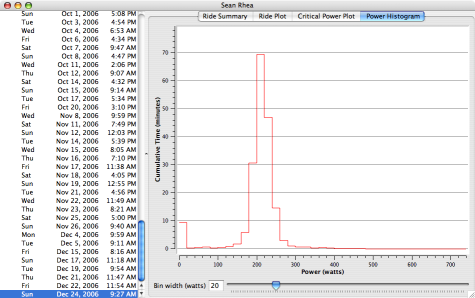 Sean Rhea
Ride Summary Ride Plot Critical Power Plot Power Histogram
Sun Oct 1, 2006 5:08 PM
Tue Oct 3, 2006 4:54 PM
Wed Oct 4, 2006 6:53 AM
Fri Oct 6, 2006 4:34 PM
Sat Oct 7, 2006 9:47 AM
Sun Oct 8, 2006 4:47 PM
Wed Oct 11, 2006 2:06 PM
Thu Oct 12, 2006 9:07 AM
Sat Oct 14, 2006 4:32 PM
Sun Oct 15, 2006 9:14 AM
Tue Oct 17, 2006 5:34 PM
Fri Oct 20, 2006 3:10 PM
Wed Nov 8, 2006 9:59 PM
Sat Nov 11, 2006 7:49 PM
Sun Nov 12, 2006 12:03 PM
Tue Nov 14, 2006 5:39 PM
Wed Nov 15, 2006 8:05 AM
Thu Nov 16, 2006 7:10 PM
Fri Nov 17, 2006 11:38 AM
Sat Nov 18, 2006 4:05 PM
Sun Nov 19, 2006 12:55 PM
Tue Nov 21, 2006 4:56 PM
Wed Nov 22, 2006 11:49 AM
Thu Nov 23, 2006 8:21 AM
Sat Nov 25, 2006 5:00 PM
Sun Nov 26, 2006 9:40 AM
Mon Dec 4, 2006 9:59 AM
Tue Dec 5, 2006 9:11 AM
Fri Dec 15, 2006 8:16 AM
Sun Dec 17, 2006 11:18 AM
Tue Dec 19, 2006 9:54 AM
Thu Dec 21, 2006 11:47 AM
Fri Dec 22, 2006 11:54 AM
Sun Dec 24, 2006 9:27 AM
Cumulative Time (minutes)
70
60
50
40
30
20
10
0
0 100 200 300 400 500 600 700
Power (watts)
Bin width (watts) 20